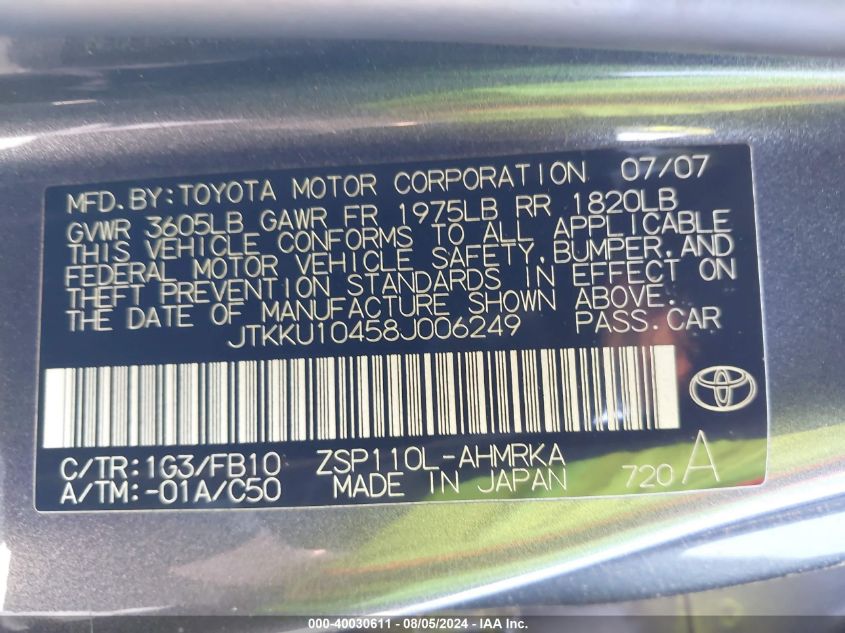 MFD. BY: TOYOTA MOTOR CORPORATION 07/07
GVWR 3605LB GAWR FR 1975LB RR 1820LB
THIS VEHICLE CONFORMS TO ALL APPLICABLE
FEDERAL MOTOR VEHICLE SAFETY, BUMPER, AND
THEFT PREVENTION STANDARDS IN EFFECT ON
THE DATE OF MANUFACTURE SHOWN ABOVE.
JTKKU10458J006249 PASS. CAR
C/TR: 1G3/FB10 ZSP110L-AHMRKA
A/TM: -01A/C50 MADE IN JAPAN 720 A
000-40030611 - 08/05/2024 - IAA Inc.